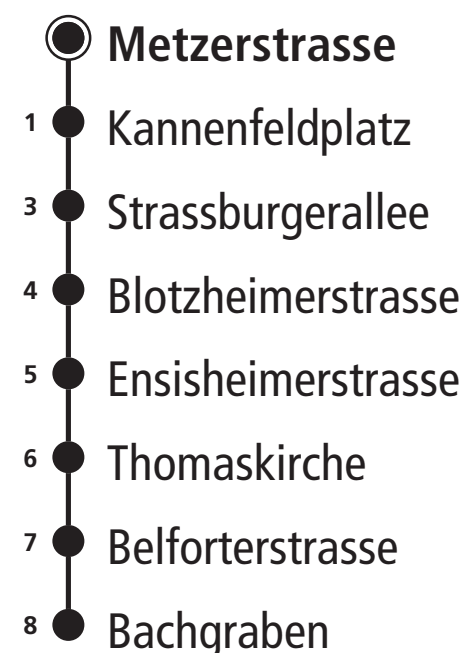 Metzerstrasse
1 Kannenfeldplatz
3 Strassburgerallee
4 Blotzheimerstrasse
5 Ensisheimerstrasse
6 Thomaskirche
7 Belforterstrasse
8 Bachgraben